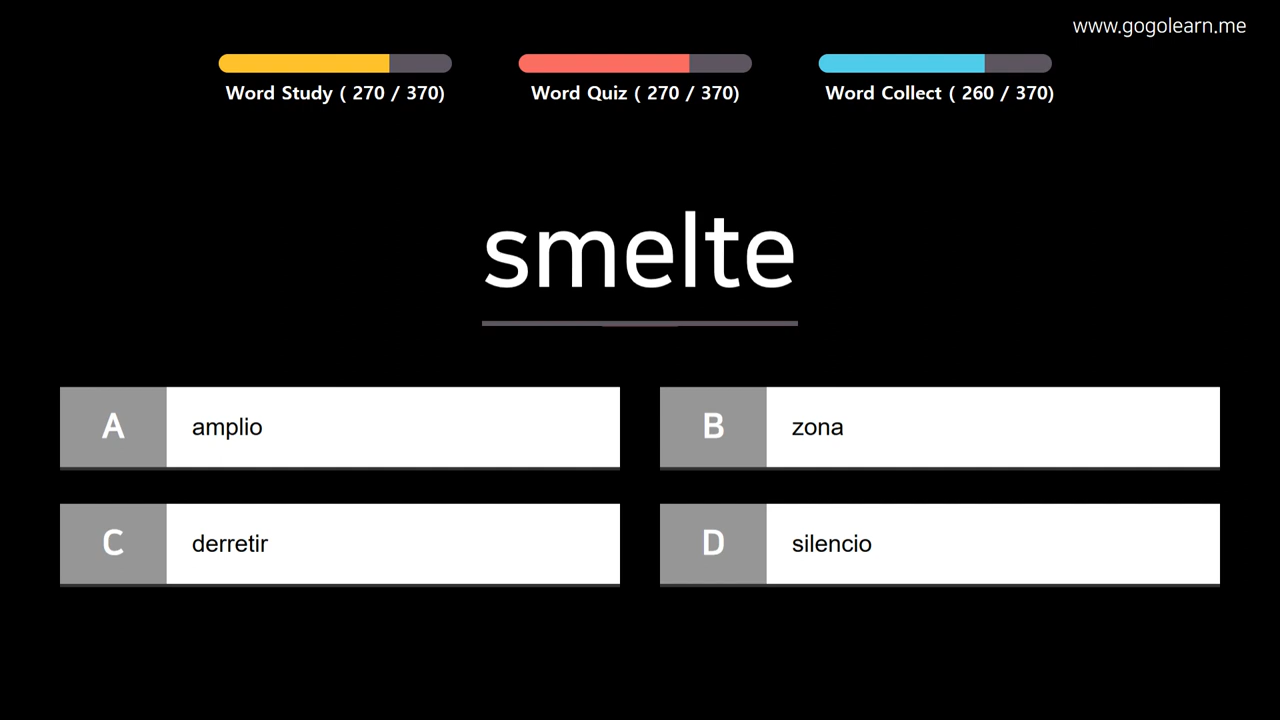 www.gogolearn.me
Word Study ( 270 / 370)
Word Quiz ( 270 / 370)
Word Collect ( 260 / 370)
smelte
A amplio
B zona
C derretir
D silencio